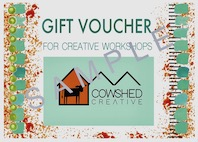 GIFT VOUCHER
FOR CREATIVE WORKSHOPS
SAMPLE
COWSHED
CREATIVE